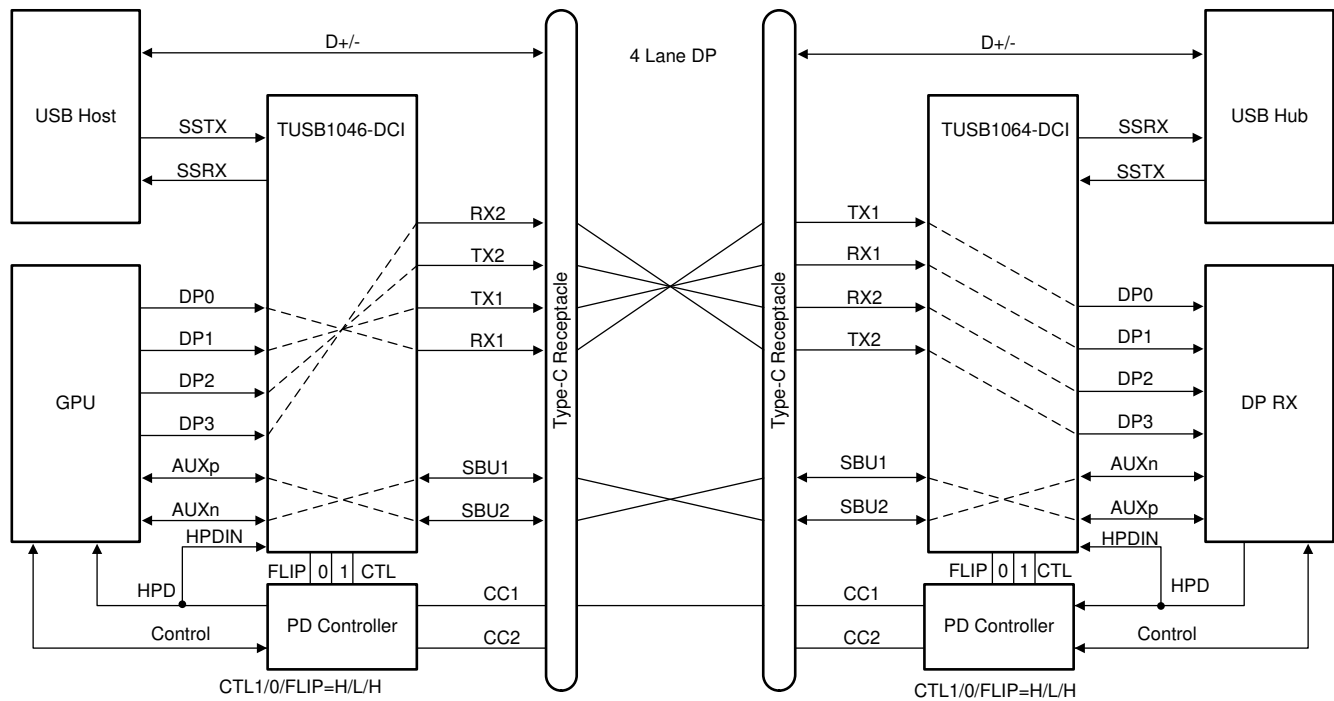 D+/-
4 Lane DP
D+/-
USB Host
TUSB1046-DCI
TUSB1064-DCI
USB Hub
SSTX
SSRX
SSRX
SSTX
RX2
TX2
TX1
RX1
TX1
RX1
RX2
TX2
Type-C Receptacle
Type-C Receptacle
GPU
DP0
DP1
DP2
DP3
AUXp
AUXn
HPDIN
SBU1
SBU2
SBU1
SBU2
DP0
DP1
DP2
DP3
AUXn
AUXp
HPDIN
DP RX
FLIP 0 1 CTL
FLIP 0 1 CTL
HPD
Control
PD Controller
CC1
CC2
CC1
CC2
PD Controller
HPD
Control
CTL1/0/FLIP=H/L/H
CTL1/0/FLIP=H/L/H